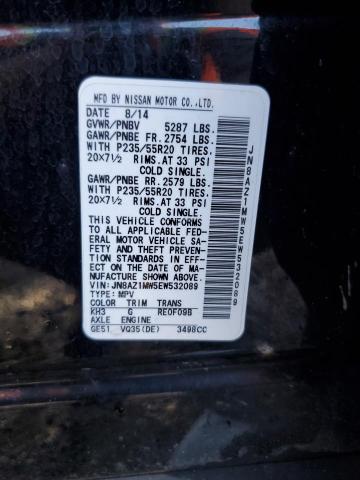 MFD BY NISSAN MOTOR CO.,LTD.
DATE 8/14
GVWR/PNBV 5287 LBS.
GAWR/PNBE FR. 2754 LBS.
WITH P235/55R20 TIRES.
20X7½ RIMS. AT 33 PSI
COLD SINGLE.
GAWR/PNBE RR. 2579 LBS.
WITH P235/55R20 TIRES.
20X7½ RIMS. AT 33 PSI
COLD SINGLE.
THIS VEHICLE CONFORMS
TO ALL APPLICABLE FED-
ERAL MOTOR VEHICLE SA-
FETY AND THEFT PREVEN-
TION STANDARDS IN EFF-
ECT ON THE DATE OF MA-
NUFACTURE SHOWN ABOVE.
VIN: JN8AZ1MW5EW532089
TYPE: MPV
COLOR TRIM TRANS
KH3 G RE0F09B
AXLE ENGINE
GE51 VQ35(DE) 3498CC
JN8AZ1MW5EW532089